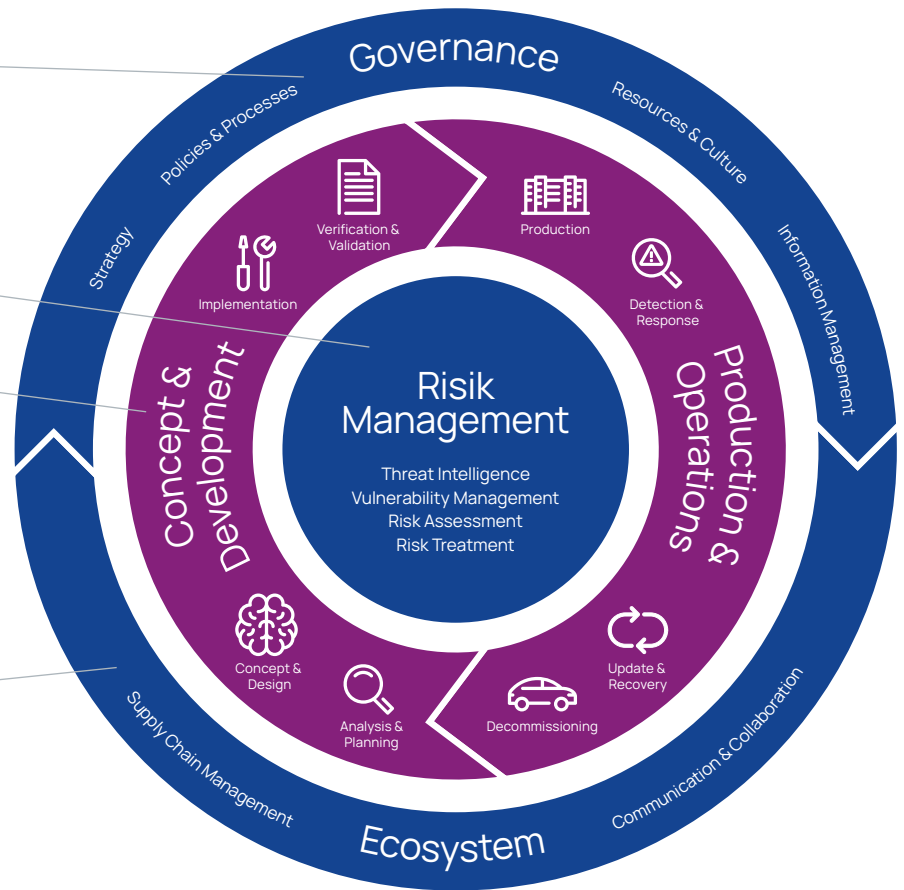 Governance
Policies & Processes
Resources & Culture
Strategy
Information Management
Verification &
Validation
Production
Implementation
Detection &
Response
Concept &
Development
Risik
Management
Threat Intelligence
Vulnerability Management
Risk Assessment
Risk Treatment
Production &
Operations
Concept &
Design
Analysis &
Planning
Update &
Recovery
Decommissioning
Supply Chain Management
Communication & Collaboration
Ecosystem